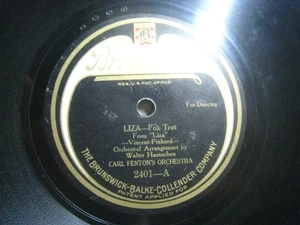 B
Br
REG. U.S. PAT. OFFICE.
For Dancing
LIZA—Fox Trot
From "Liza"
—Vincent-Pinkard—
Orchestral Arrangement by
Walter Haenschen
CARL FENTON'S ORCHESTRA
2401—A
THE BRUNSWICK-BALKE-COLLENDER COMPANY
PATENT APPLIED FOR